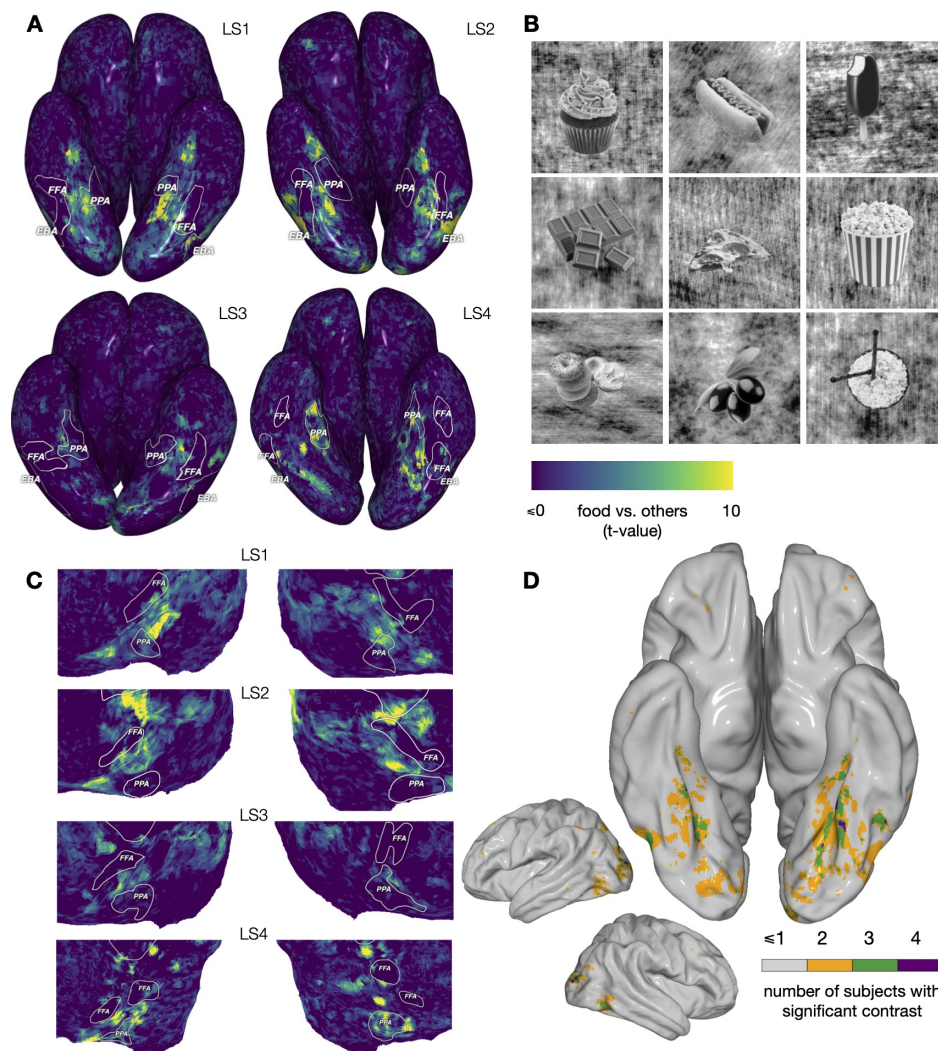 A
LS1
LS2
B
FFA
PPA
PPA
FFA
EBA
EBA
FFA
PPA
PPA
FFA
EBA
EBA
LS3
LS4
FFA
PPA
PPA
FFA
EBA
EBA
FFA
PPA
PPA
FFA
FFA
FFA
EBA
EBA
⩽0 food vs. others 10
(t-value)
C
LS1
D
FFA
PPA
FFA
PPA
LS2
FFA
PPA
FFA
PPA
LS3
FFA
PPA
FFA
PPA
LS4
FFA
FFA
PPA
FFA
FFA
PPA
⩽1 2 3 4
number of subjects with
significant contrast